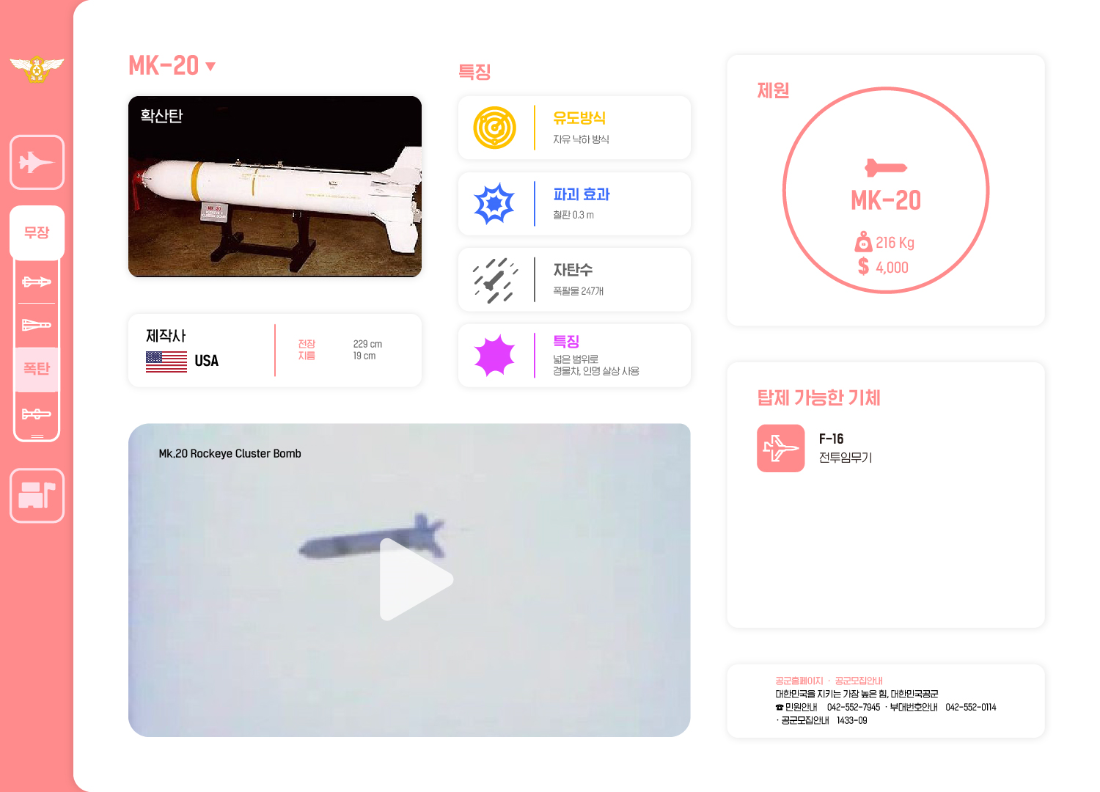 MK-20 ▼
확산탄
특징
유도방식
자유 낙하 방식
파괴 효과
철판 0.3 m
자탄수
폭탈물 247개
특징
넓은 범위로
경물차, 인명 살상 사용
제원
MK-20
216 Kg
$ 4,000
무장
폭탄
제작사
USA
전장 229 cm
지름 19 cm
Mk.20 Rockeye Cluster Bomb
탑제 가능한 기체
F-16
전투임무기
공군홈페이지 · 공군모집안내
대한민국을 지키는 가장 높은 힘, 대한민국공군
☎ 민원안내 042-552-7945 · 부대번호안내 042-552-0114
· 공군모집안내 1433-09